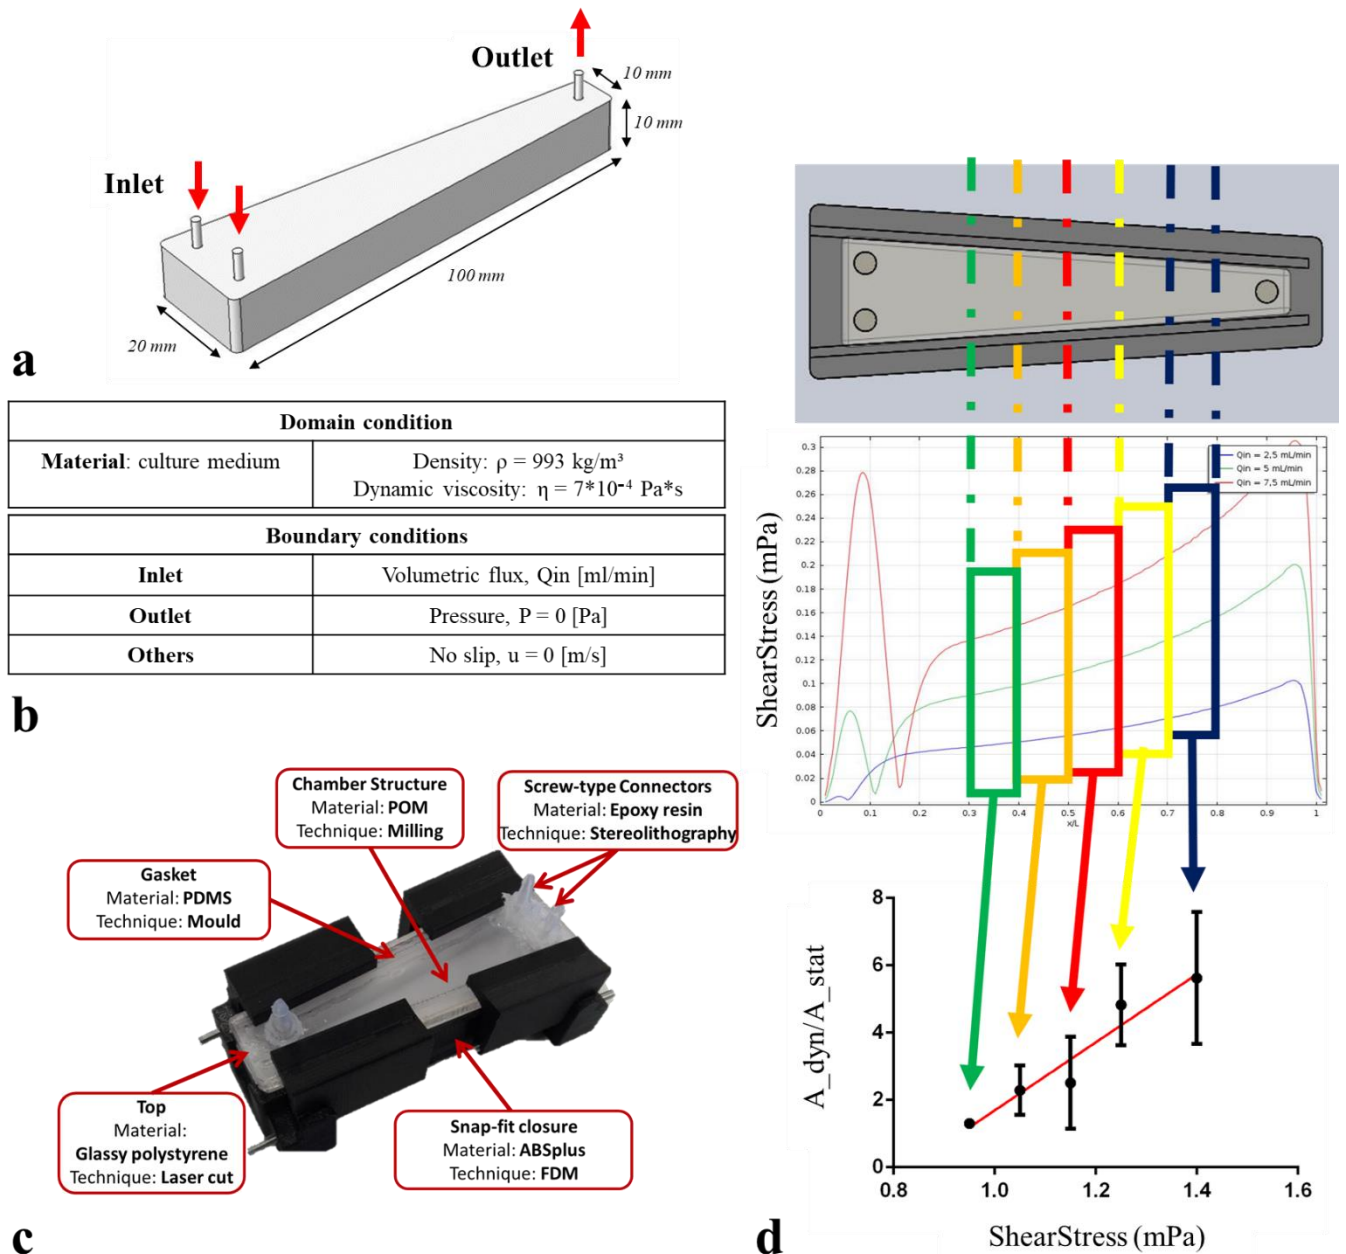 Inlet
Outlet
10 mm
10 mm
100 mm
20 mm
a
Domain condition
Material: culture medium
Density: ρ = 993 kg/m³
Dynamic viscosity: η = 7*10⁻⁴ Pa*s
Boundary conditions
Inlet
Volumetric flux, Qin [ml/min]
Outlet
Pressure, P = 0 [Pa]
Others
No slip, u = 0 [m/s]
b
Chamber Structure
Material: POM
Technique: Milling
Screw-type Connectors
Material: Epoxy resin
Technique: Stereolithography
Gasket
Material: PDMS
Technique: Mould
Top
Material:
Glassy polystyrene
Technique: Laser cut
Snap-fit closure
Material: ABSplus
Technique: FDM
c
ShearStress (mPa)
0.3
0.28
0.26
0.24
0.22
0.2
0.18
0.16
0.14
0.12
0.1
0.08
0.06
0.04
0.02
0
Qin = 2,5 mL/min
Qin = 5 mL/min
Qin = 7,5 mL/min
0 0.1 0.2 0.3 0.4 0.5 0.6 0.7 0.8 0.9 1
x/L
A_dyn/A_stat
8
6
4
2
0
0.8 1.0 1.2 1.4 1.6
ShearStress (mPa)
d